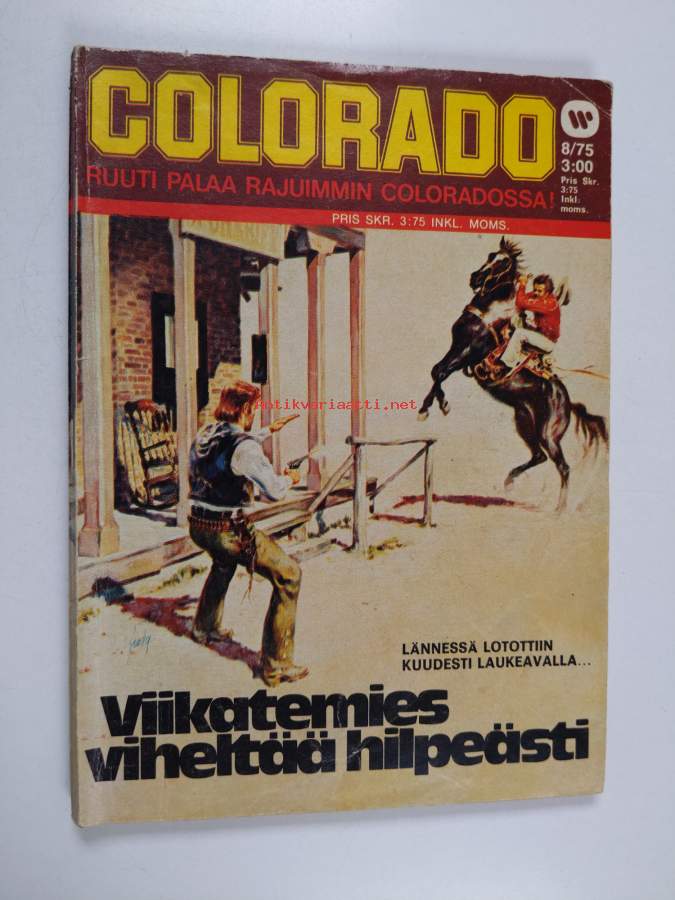 COLORADO
8/75
3:00
Pris Skr.
3:75
Inkl:
moms.
RUUTI PALAA RAJUIMMIN COLORADOSSA!
PRIS SKR. 3:75 INKL. MOMS.
antikvariaatti.net
LÄNNESSÄ LOTOTTIIN
KUUDESTI LAUKEAVALLA...
Viikatemies
viheltää hilpeästi